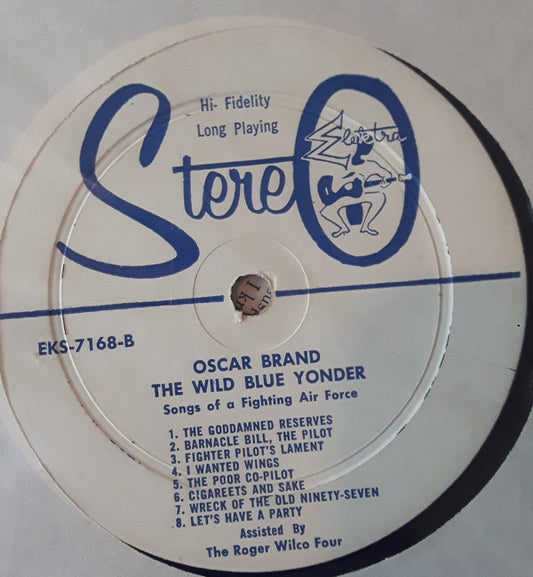 Hi- Fidelity
Long Playing
Stereo
Elektra
EKS-7168-B
OSCAR BRAND
THE WILD BLUE YONDER
Songs of a Fighting Air Force
1. THE GODDAMNED RESERVES
2. BARNACLE BILL, THE PILOT
3. FIGHTER PILOT'S LAMENT
4. I WANTED WINGS
5. THE POOR CO-PILOT
6. CIGAREETS AND SAKE
7. WRECK OF THE OLD NINETY-SEVEN
8. LET'S HAVE A PARTY
Assisted By
The Roger Wilco Four